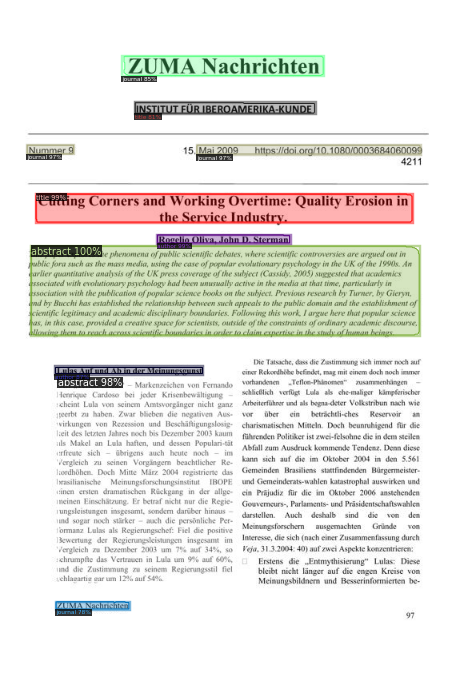 ZUMA Nachrichten
journal 85%
INSTITUT FÜR IBEROAMERIKA-KUNDE
Nummer 9
15. Mai 2009 https://doi.org/10.1080/0003684060099
4211
journal 97%
journal 97%
title 99%
Cutting Corners and Working Overtime: Quality Erosion in
the Service Industry.
Rogelio Oliva, John D. Sterman
abstract 100%
phenomena of public scientific debates, where scientific controversies are argued out in
public fora such as the mass media, using the case of popular evolutionary psychology in the UK of the 1990s. An
earlier quantitative analysis of the UK press coverage of the subject (Cassidy, 2005) suggested that academics
associated with evolutionary psychology had been unusually active in the media at that time, particularly in
association with the publication of popular science books on the subject. Previous research by Turner, by Gieryn,
and by Bucchi has established the relationship between such appeals to the public domain and the establishment of
scientific legitimacy and academic disciplinary boundaries. Following this work, I argue here that popular science
has, in this case, provided a creative space for scientists, outside of the constraints of ordinary academic discourse,
allowing them to reach across scientific boundaries in order to claim expertise in the study of human beings.
Lulas Auf und Ab in der Meinungsgunst
abstract 98%
– Markenzeichen von Fernando
Henrique Cardoso bei jeder Krisenbewältigung –
scheint Lula von seinem Amtsvorgänger nicht ganz
geerbt zu haben. Zwar blieben die negativen Aus-
wirkungen von Rezession und Beschäftigungslosig-
keit des letzten Jahres noch bis Dezember 2003 kaum
als Makel an Lula haften, und dessen Popularität
erfreute sich – übrigens auch heute noch – im
Vergleich zu seinen Vorgängern beachtlicher Re-
kordhöhen. Doch Mitte März 2004 registrierte das
brasilianische Meinungsforschungsinstitut IBOPE
einen ersten dramatischen Rückgang in der allge-
meinen Einschätzung. Er betraf nicht nur die Regie-
rungsleistungen insgesamt, sondern darüber hinaus –
und sogar noch stärker – auch die persönliche Per-
formanz Lulas als Regierungschef: Fiel die positive
Bewertung der Regierungsleistungen insgesamt im
Vergleich zu Dezember 2003 um 7% auf 34%, so
schrumpfte das Vertrauen in Lula um 9% auf 60%,
und die Zustimmung zu seinem Regierungsstil fiel
schlagartig gar um 12% auf 54%.
Die Tatsache, dass die Zustimmung sich immer noch auf
einer Rekordhöhe befindet, mag mit einem doch noch immer
vorhandenen „Teflon-Phänomen“ zusammenhängen –
schließlich verfügt Lula als ehe-maliger kämpferischer
Arbeiterführer und als begna-deter Volkstribun nach wie
vor über ein beträchtli-ches Reservoir an
charismatischen Mitteln. Doch beunruhigend für die
führenden Politiker ist zwei-felsohne die in dem steilen
Abfall zum Ausdruck kommende Tendenz. Denn diese
kann sich auf die im Oktober 2004 in den 5.561
Gemeinden Brasiliens stattfindenden Bürgermeister-
und Gemeinderats-wahlen katastrophal auswirken und
ein Präjudiz für die im Oktober 2006 anstehenden
Gouverneurs-, Parlaments- und Präsidentschaftswahlen
darstellen. Auch deshalb sind die von den
Meinungsforschern ausgemachten Gründe von
Interesse, die sich (nach einer Zusammenfassung durch
Veja, 31.3.2004: 40) auf zwei Aspekte konzentrieren:
Erstens die „Entmythisierung“ Lulas: Diese
bleibt nicht länger auf die engen Kreise von
Meinungsbildnern und Besserinformierten be-
ZUMA Nachrichten
journal 78%
97